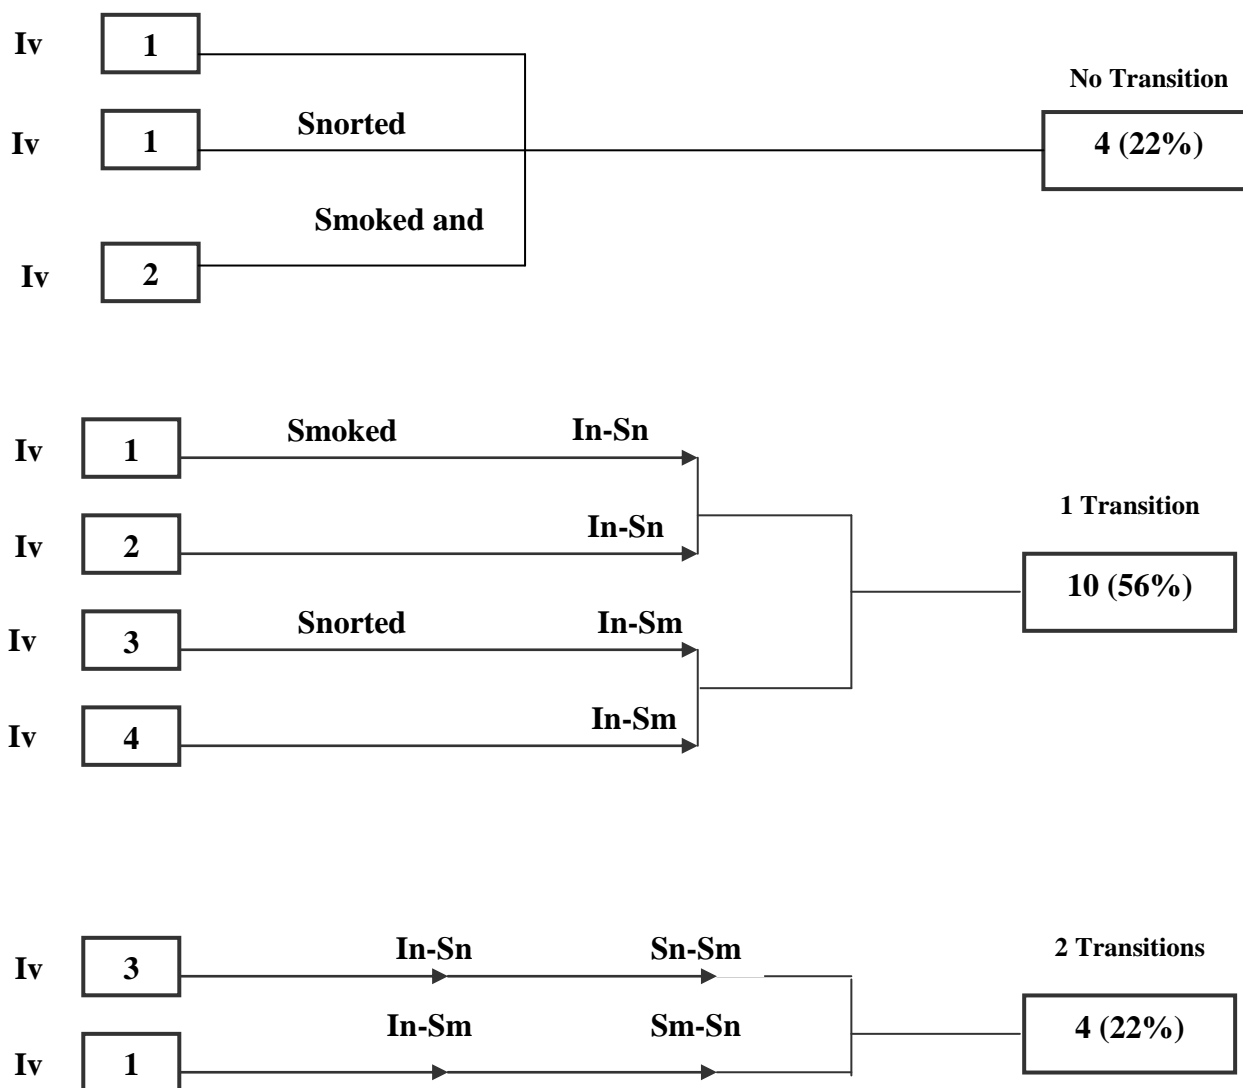 Iv 1
No Transition
Iv 1 Snorted 4 (22%)
Smoked and
Iv 2
Iv 1 Smoked In-Sn
1 Transition
Iv 2 In-Sn
10 (56%)
Iv 3 Snorted In-Sm
Iv 4 In-Sm
Iv 3 In-Sn Sn-Sm 2 Transitions
4 (22%)
Iv 1 In-Sm Sm-Sn